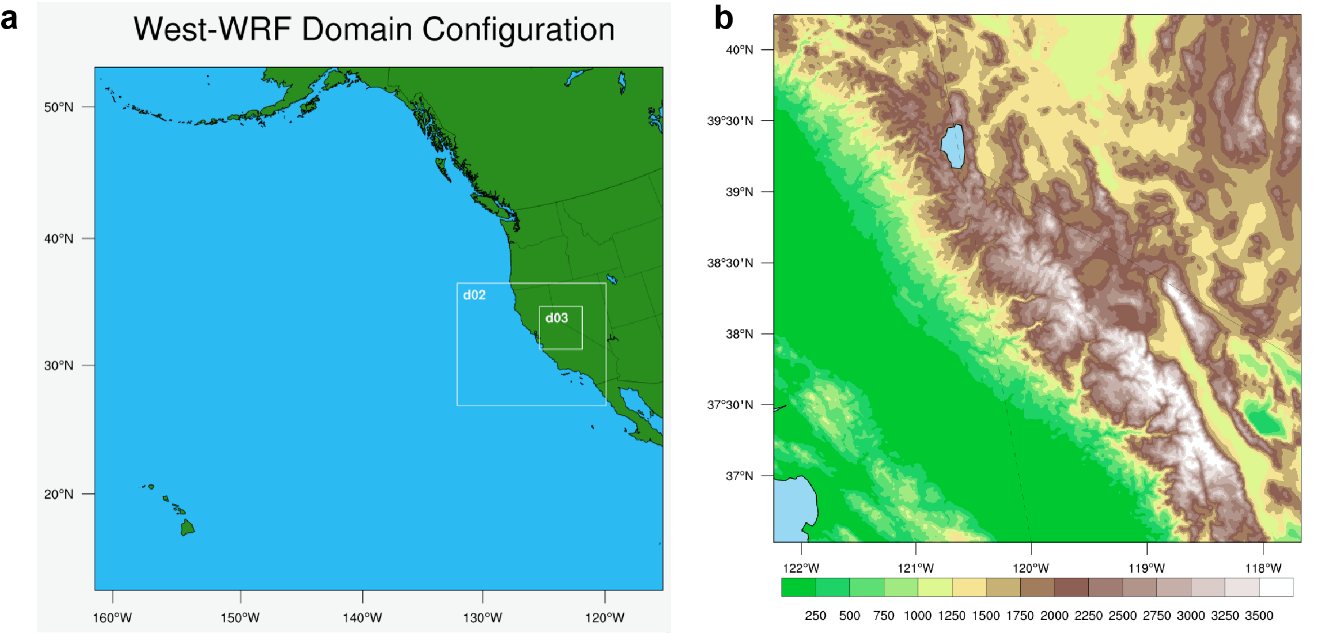 a
West-WRF Domain Configuration
50°N
40°N
30°N
20°N
160°W 150°W 140°W 130°W 120°W
d02
d03
b
40°N
39°30'N
39°N
38°30'N
38°N
37°30'N
37°N
122°W 121°W 120°W 119°W 118°W
250 500 750 1000 1250 1500 1750 2000 2250 2500 2750 3000 3250 3500